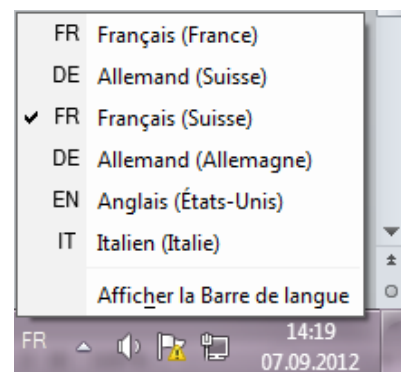 FR Français (France)
DE Allemand (Suisse)
✔ FR Français (Suisse)
DE Allemand (Allemagne)
EN Anglais (États-Unis)
IT Italien (Italie)
Afficher la Barre de langue
FR 14:19
07.09.2012